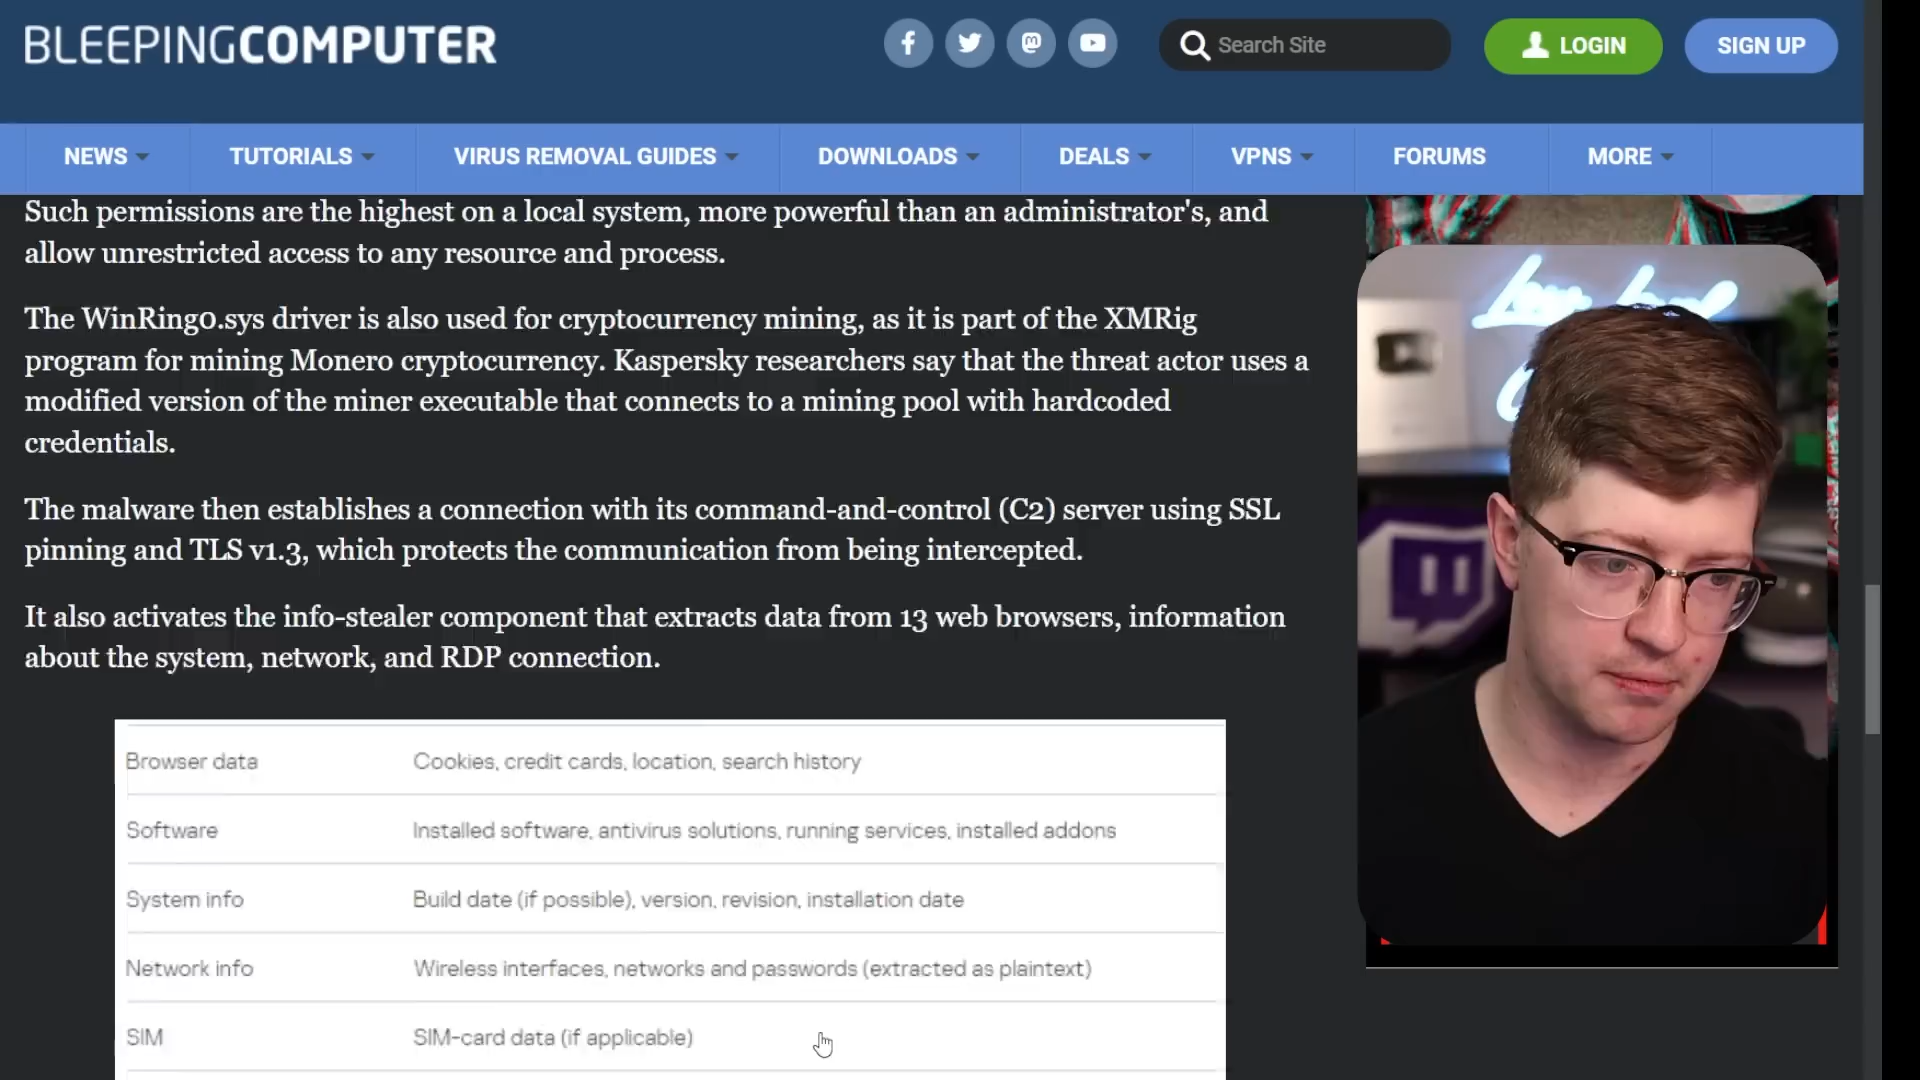 BLEEPINGCOMPUTER
Search Site
LOGIN
SIGN UP
NEWS
TUTORIALS
VIRUS REMOVAL GUIDES
DOWNLOADS
DEALS
VPNS
FORUMS
MORE
Such permissions are the highest on a local system, more powerful than an administrator's, and
allow unrestricted access to any resource and process.
The WinRing0.sys driver is also used for cryptocurrency mining, as it is part of the XMRig
program for mining Monero cryptocurrency. Kaspersky researchers say that the threat actor uses a
modified version of the miner executable that connects to a mining pool with hardcoded
credentials.
The malware then establishes a connection with its command-and-control (C2) server using SSL
pinning and TLS v1.3, which protects the communication from being intercepted.
It also activates the info-stealer component that extracts data from 13 web browsers, information
about the system, network, and RDP connection.
Browser data Cookies, credit cards, location, search history
Software Installed software, antivirus solutions, running services, installed addons
System info Build date (if possible), version, revision, installation date
Network info Wireless interfaces, networks and passwords (extracted as plaintext)
SIM SIM-card data (if applicable)